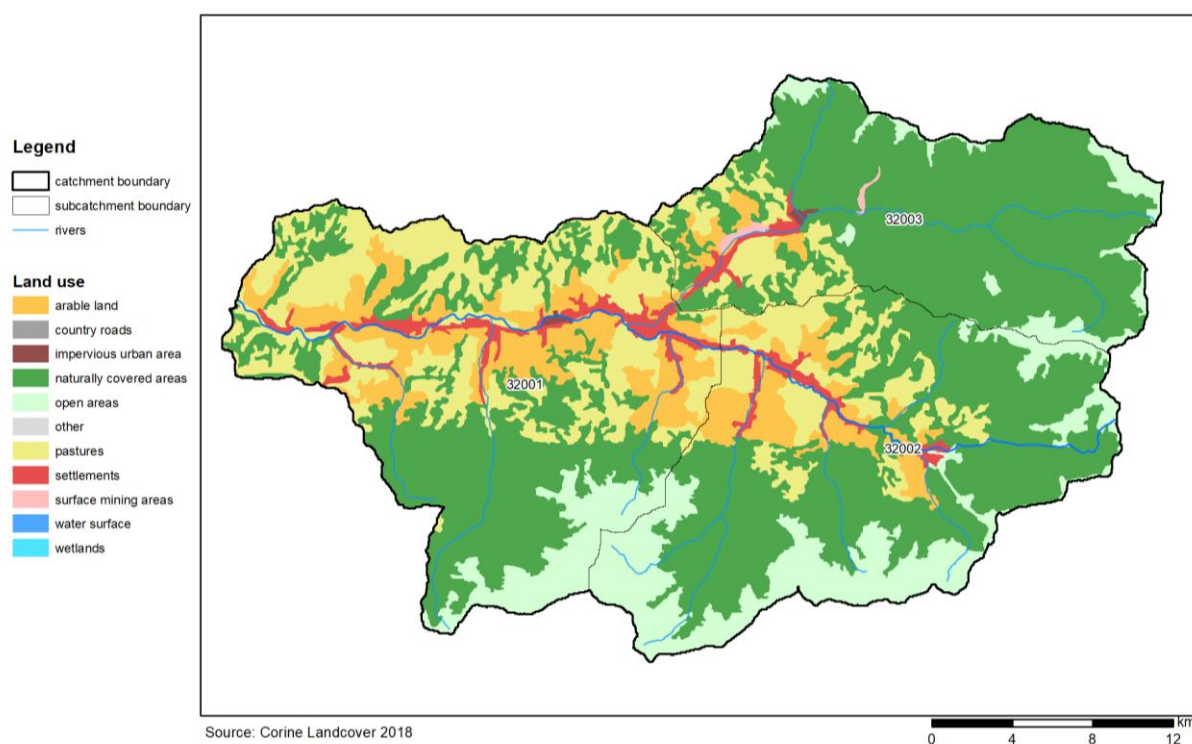 Legend
catchment boundary
subcatchment boundary
rivers
Land use
arable land
country roads
impervious urban area
naturally covered areas
open areas
other
pastures
settlements
surface mining areas
water surface
wetlands
32003
32001
32002
Source: Corine Landcover 2018
km
0 4 8 12